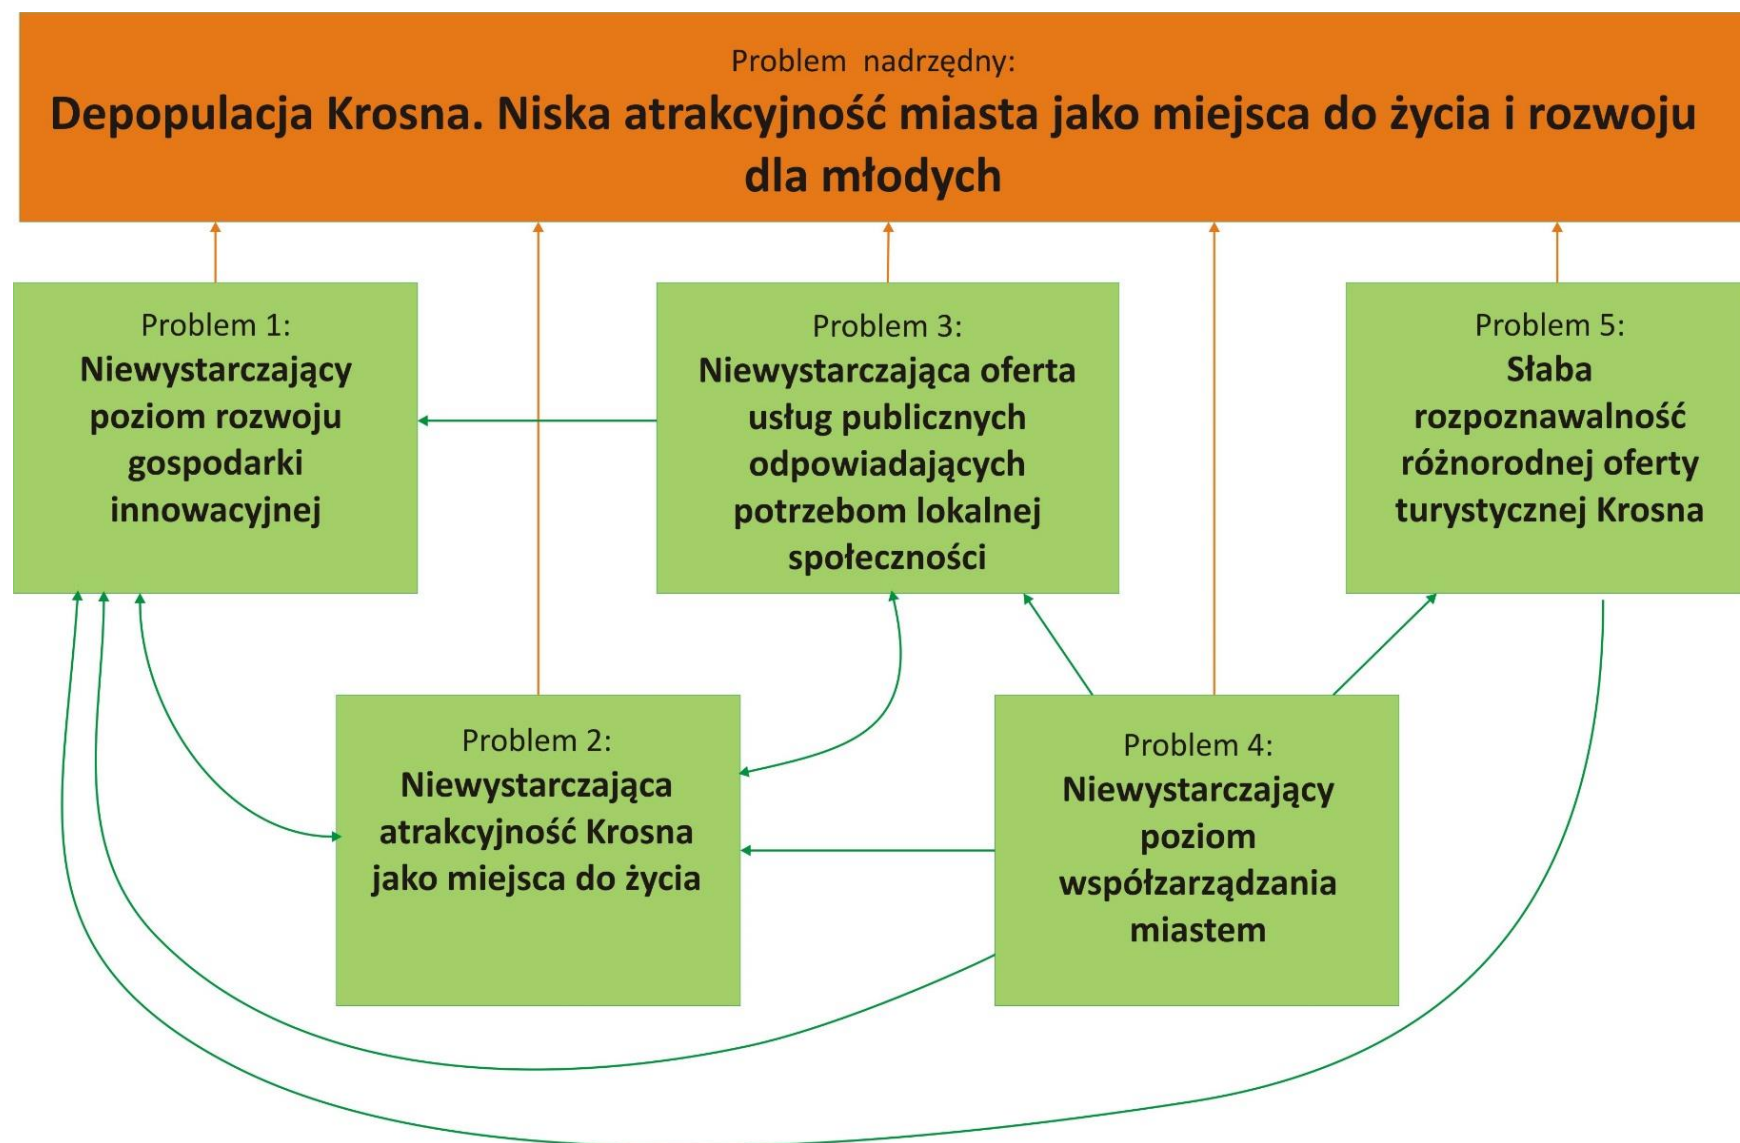 Problem nadrzędny:
Depopulacja Krosna. Niska atrakcyjność miasta jako miejsca do życia i rozwoju
dla młodych
Problem 1:
Niewystarczający
poziom rozwoju
gospodarki
innowacyjnej
Problem 3:
Niewystarczająca oferta
usług publicznych
odpowiadających
potrzebom lokalnej
społeczności
Problem 5:
Słaba
rozpoznawalność
różnorodnej oferty
turystycznej Krosna
Problem 2:
Niewystarczająca
atrakcyjność Krosna
jako miejsca do życia
Problem 4:
Niewystarczający
poziom
współzarządzania
miastem